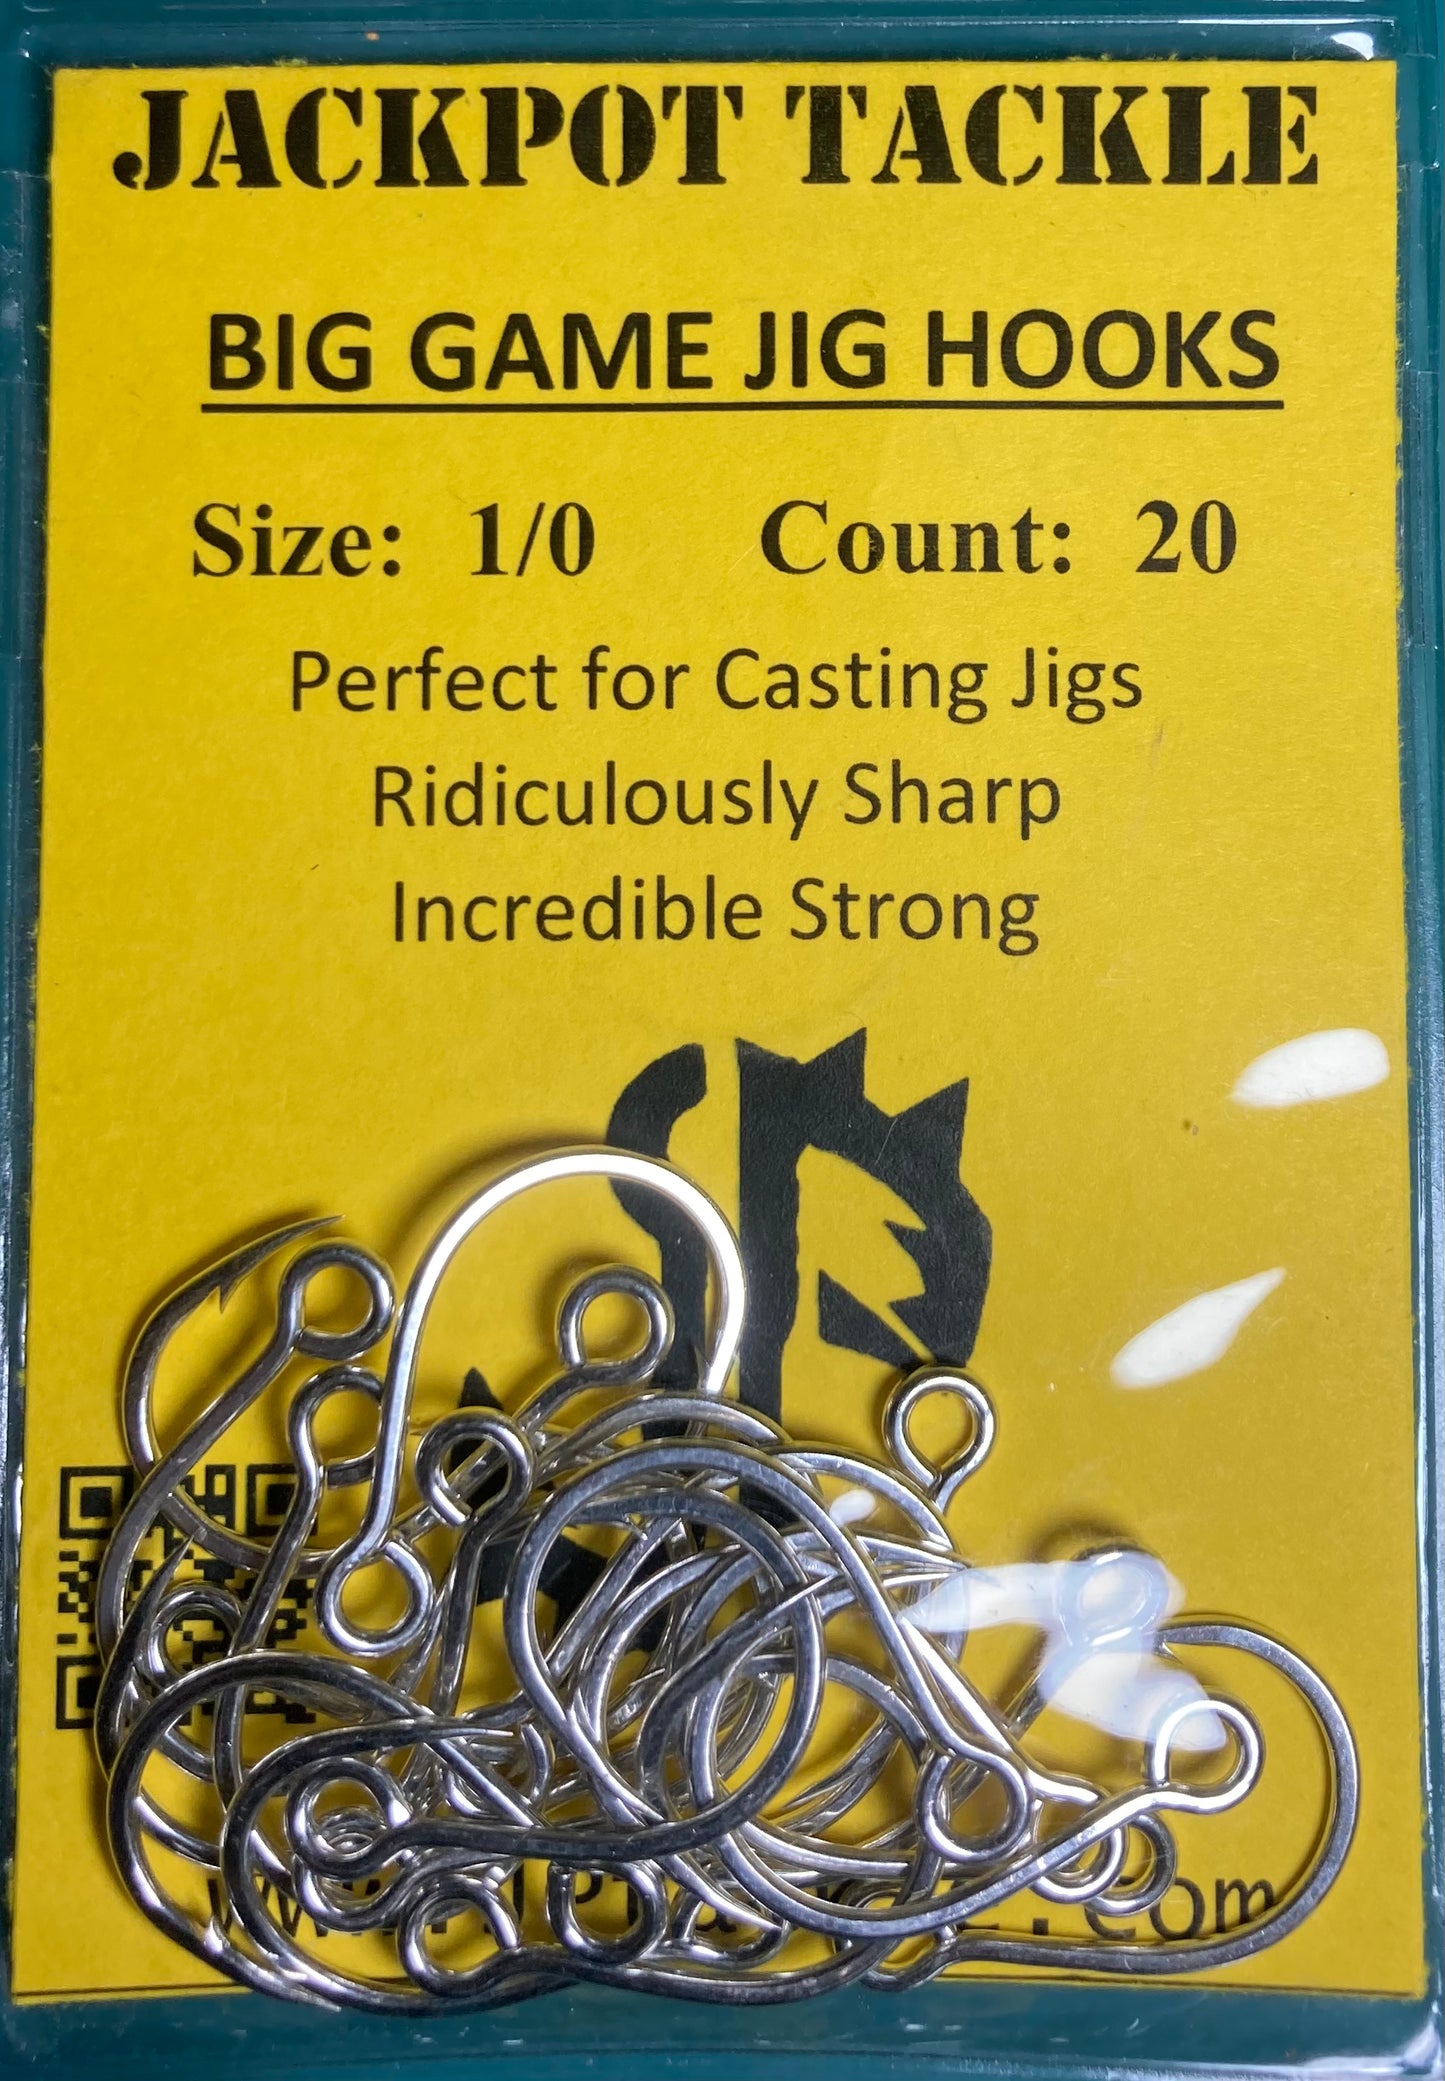 JACKPOT TACKLE
BIG GAME JIG HOOKS
Size: 1/0 Count: 20
Perfect for Casting Jigs
Ridiculously Sharp
Incredible Strong